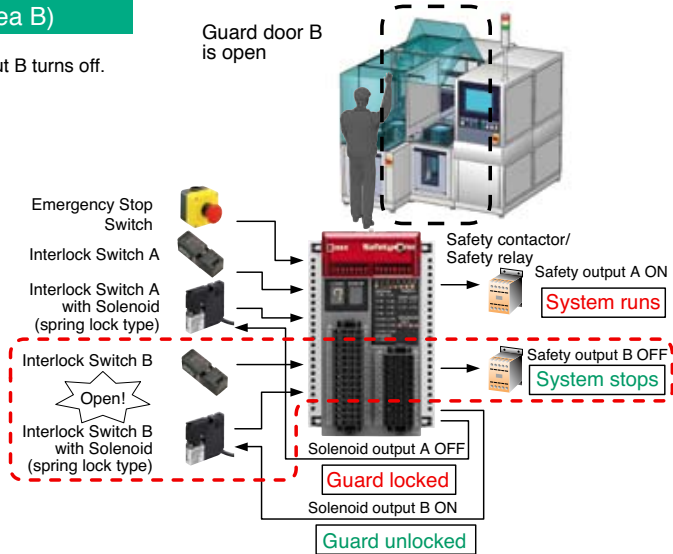 ea B)
ut B turns off.
Guard door B
is open
Emergency Stop
Switch
Interlock Switch A
Interlock Switch A
with Solenoid
(spring lock type)
Interlock Switch B
Open!
Interlock Switch B
with Solenoid
(spring lock type)
Safety contactor/
Safety relay
Safety output A ON
System runs
Safety output B OFF
System stops
Solenoid output A OFF
Guard locked
Solenoid output B ON
Guard unlocked